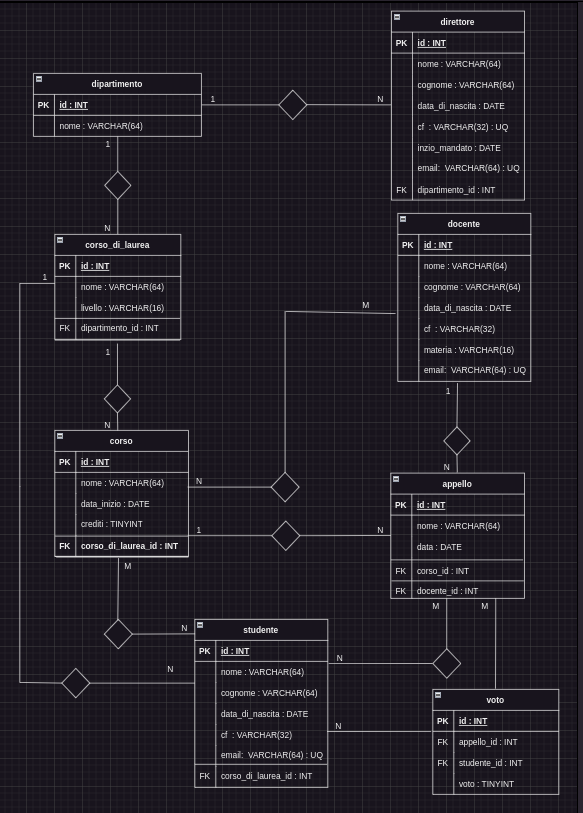 direttore
PK id : INT
nome : VARCHAR(64)
cognome : VARCHAR(64)
data_di_nascita : DATE
cf : VARCHAR(32) : UQ
inzio_mandato : DATE
email: VARCHAR(64) : UQ
FK dipartimento_id : INT
dipartimento
PK id : INT
nome : VARCHAR(64)
1
N
1
N
corso_di_laurea
PK id : INT
nome : VARCHAR(64)
livello : VARCHAR(16)
FK dipartimento_id : INT
1
1
N
docente
PK id : INT
nome : VARCHAR(64)
cognome : VARCHAR(64)
data_di_nascita : DATE
cf : VARCHAR(32)
materia : VARCHAR(16)
email: VARCHAR(64) : UQ
M
1
N
corso
PK id : INT
nome : VARCHAR(64)
data_inizio : DATE
crediti : TINYINT
FK corso_di_laurea_id : INT
N
1
N
M
appello
PK id : INT
nome : VARCHAR(64)
data : DATE
FK corso_id : INT
FK docente_id : INT
M
M
studente
PK id : INT
nome : VARCHAR(64)
cognome : VARCHAR(64)
data_di_nascita : DATE
cf : VARCHAR(32)
email: VARCHAR(64) : UQ
FK corso_di_laurea_id : INT
N
N
N
N
voto
PK id : INT
FK appello_id : INT
FK studente_id : INT
voto : TINYINT